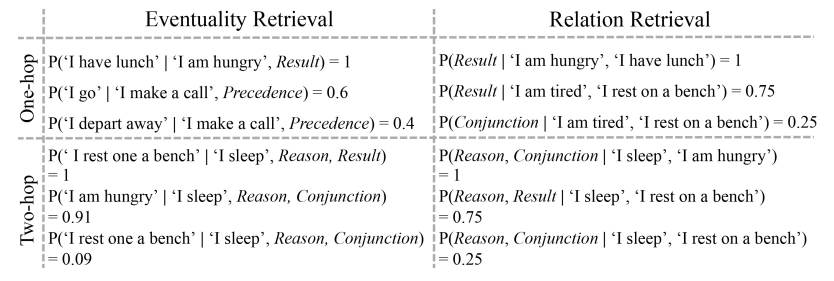 Eventuality Retrieval
Relation Retrieval
One-hop
P(‘I have lunch’ | ‘I am hungry’, Result) = 1
P(‘I go’ | ‘I make a call’, Precedence) = 0.6
P(‘I depart away’ | ‘I make a call’, Precedence) = 0.4
P(Result | ‘I am hungry’, ‘I have lunch’) = 1
P(Result | ‘I am tired’, ‘I rest on a bench’) = 0.75
P(Conjunction | ‘I am tired’, ‘I rest on a bench’) = 0.25
Two-hop
P(‘ I rest one a bench’ | ‘I sleep’, Reason, Result)
= 1
P(‘I am hungry’ | ‘I sleep’, Reason, Conjunction)
= 0.91
P(‘I rest one a bench’ | ‘I sleep’, Reason, Conjunction)
= 0.09
P(Reason, Conjunction | ‘I sleep’, ‘I am hungry’)
= 1
P(Reason, Result | ‘I sleep’, ‘I rest on a bench’)
= 0.75
P(Reason, Conjunction | ‘I sleep’, ‘I rest on a bench’)
= 0.25